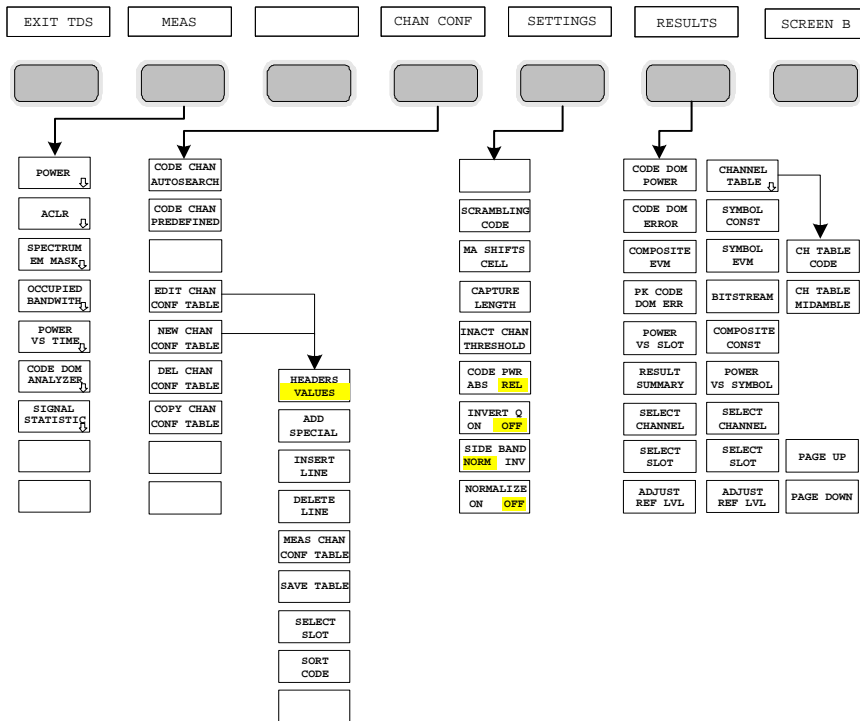 EXIT TDS
MEAS
CHAN CONF
SETTINGS
RESULTS
SCREEN B
POWER
ACLR
SPECTRUM
EM MASK
OCCUPIED
BANDWITH
POWER
VS TIME
CODE DOM
ANALYZER
SIGNAL
STATISTIC
CODE CHAN
AUTOSEARCH
CODE CHAN
PREDEFINED
EDIT CHAN
CONF TABLE
NEW CHAN
CONF TABLE
DEL CHAN
CONF TABLE
COPY CHAN
CONF TABLE
HEADERS
VALUES
ADD
SPECIAL
INSERT
LINE
DELETE
LINE
MEAS CHAN
CONF TABLE
SAVE TABLE
SELECT
SLOT
SORT
CODE
SCRAMBLING
CODE
MA SHIFTS
CELL
CAPTURE
LENGTH
INACT CHAN
THRESHOLD
CODE PWR
ABS REL
INVERT Q
ON OFF
SIDE BAND
NORM INV
NORMALIZE
ON OFF
CODE DOM
POWER
CODE DOM
ERROR
COMPOSITE
EVM
PK CODE
DOM ERR
POWER
VS SLOT
RESULT
SUMMARY
SELECT
CHANNEL
SELECT
SLOT
ADJUST
REF LVL
CHANNEL
TABLE
SYMBOL
CONST
SYMBOL
EVM
BITSTREAM
COMPOSITE
CONST
POWER
VS SYMBOL
SELECT
CHANNEL
SELECT
SLOT
ADJUST
REF LVL
CH TABLE
CODE
CH TABLE
MIDAMBLE
PAGE UP
PAGE DOWN